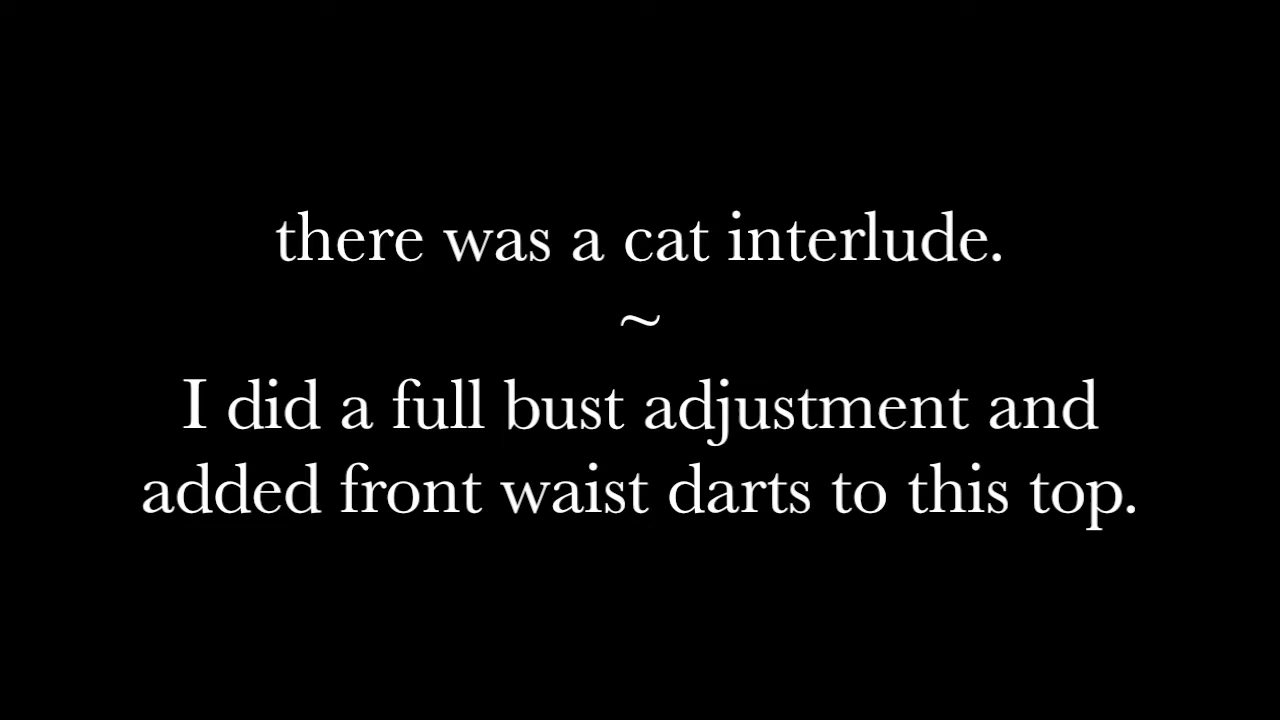 there was a cat interlude.
~
I did a full bust adjustment and
added front waist darts to this top.